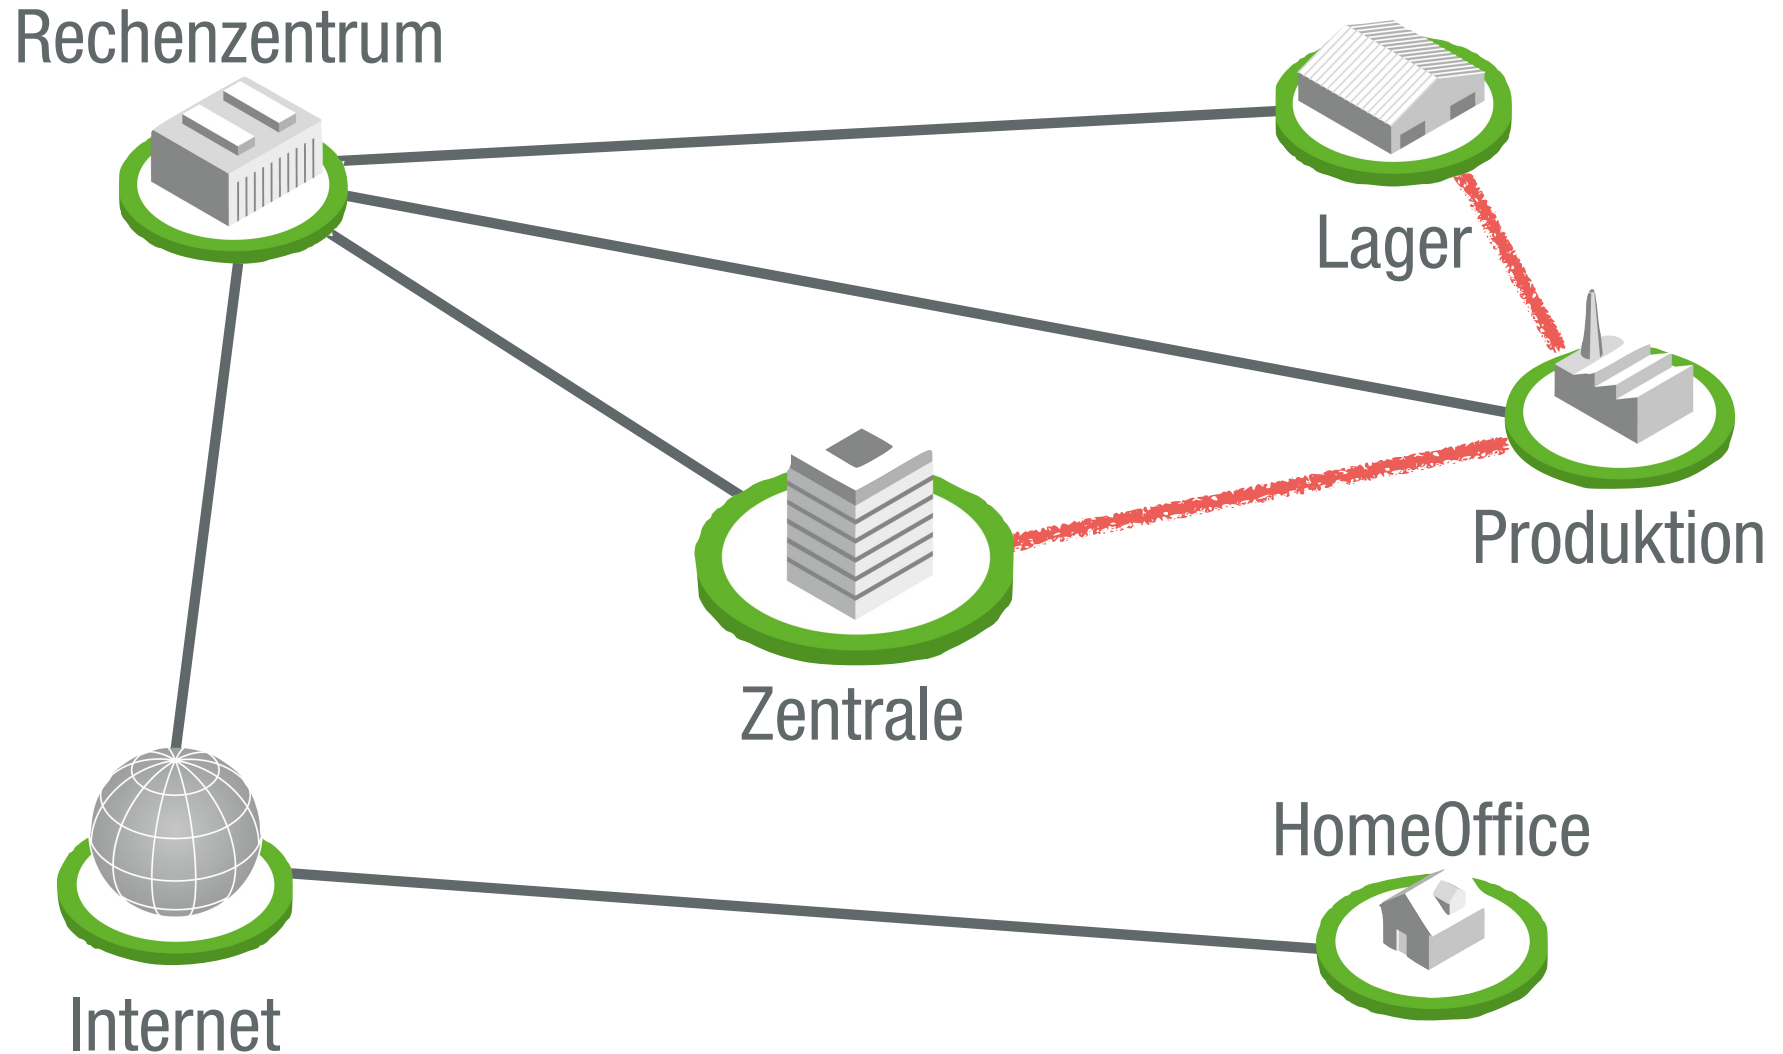 Rechenzentrum
Lager
Produktion
Zentrale
HomeOffice
Internet